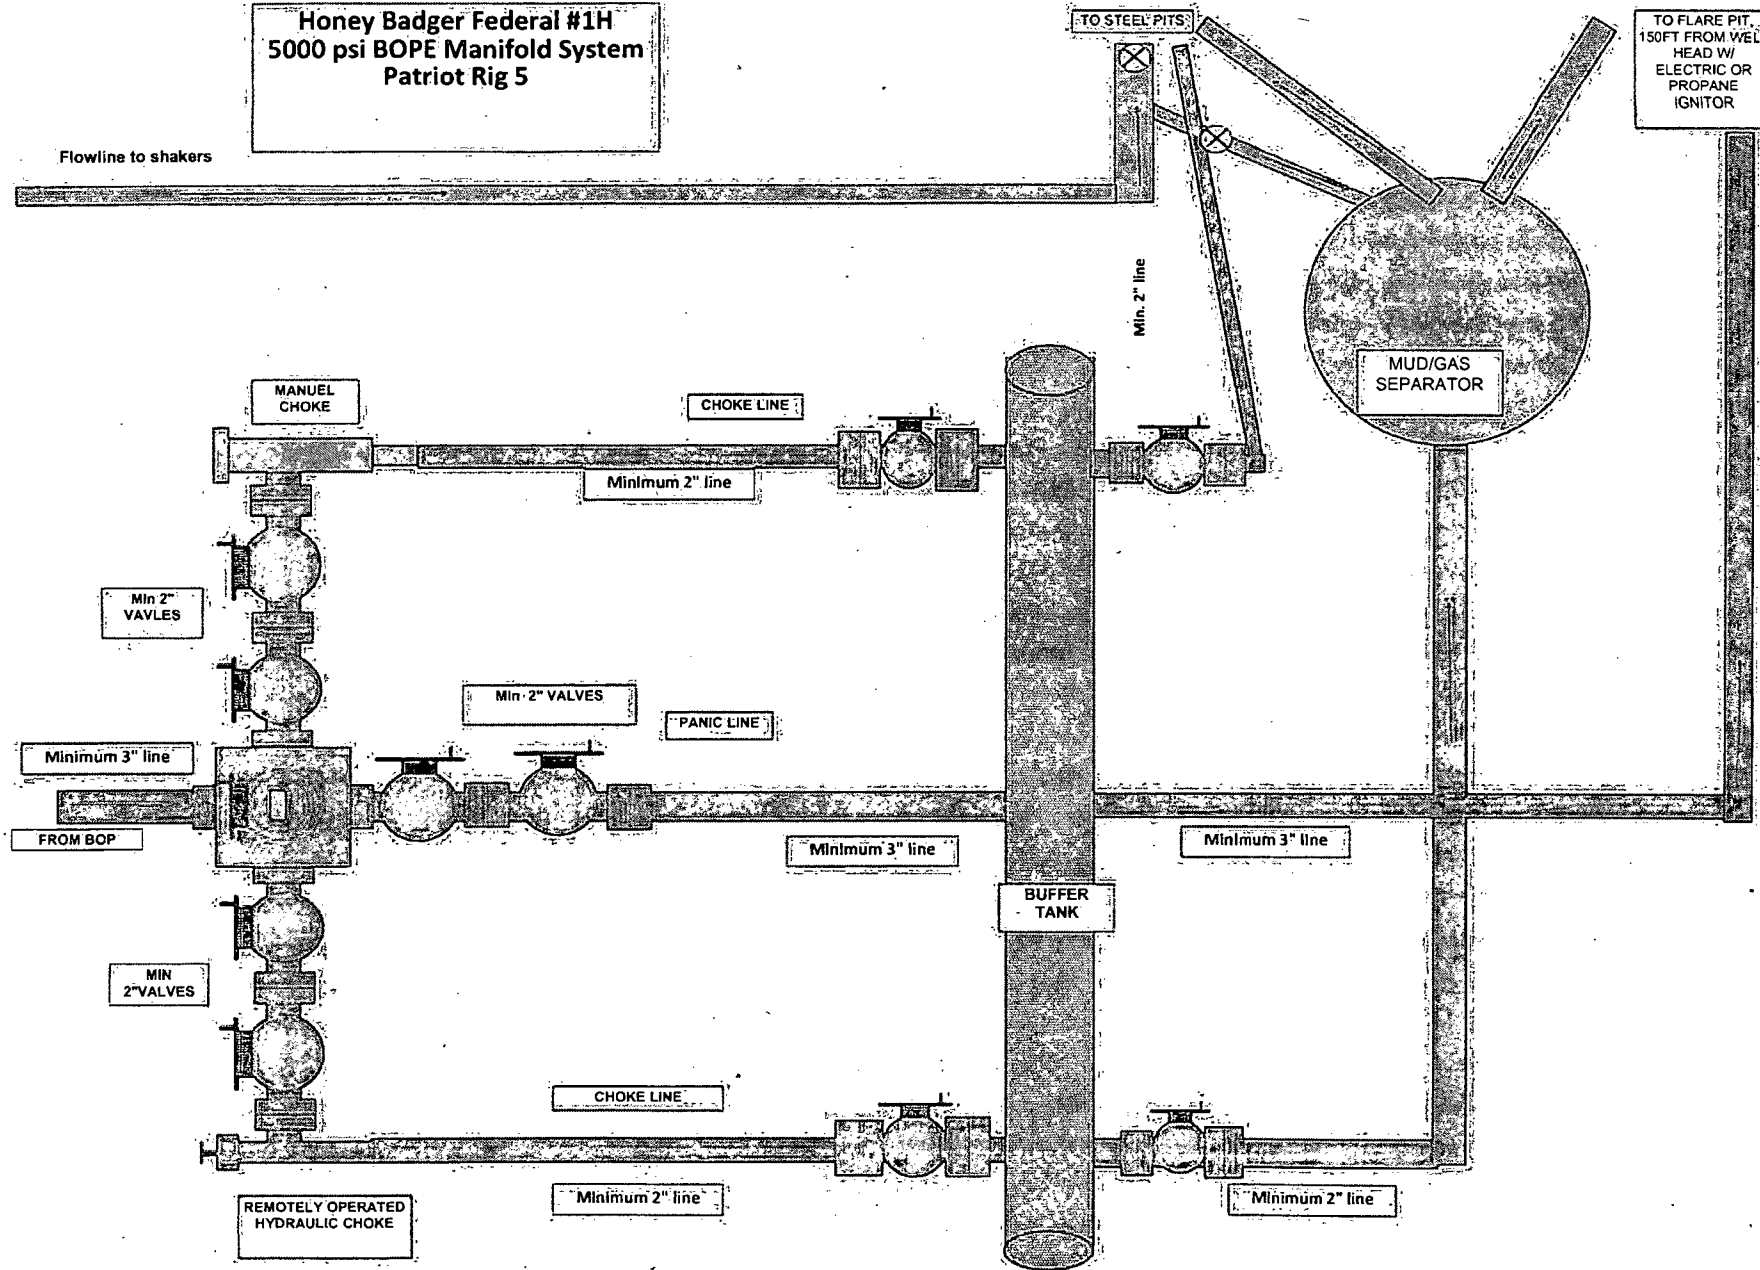 Honey Badger Federal #1H
5000 psi BOPE Manifold System
Patriot Rig 5
TO STEEL PITS
TO FLARE PIT,
150FT FROM WEL
HEAD W/
ELECTRIC OR
PROPANE
IGNITOR
Flowline to shakers
Min. 2" line
MUD/GAS
SEPARATOR
MANUEL
CHOKE
CHOKE LINE
Minimum 2" line
Min 2"
VAVLES
Min 2" VALVES
PANIC LINE
Minimum 3" line
FROM BOP
Minimum 3" line
Minimum 3" line
BUFFER
TANK
MIN
2"VALVES
CHOKE LINE
Minimum 2" line
Minimum 2" line
REMOTELY OPERATED
HYDRAULIC CHOKE